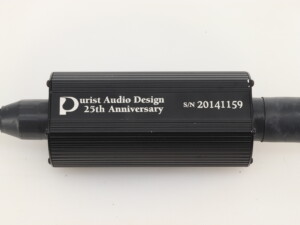 Purist Audio Design
25th Anniversary
S/N 20141159